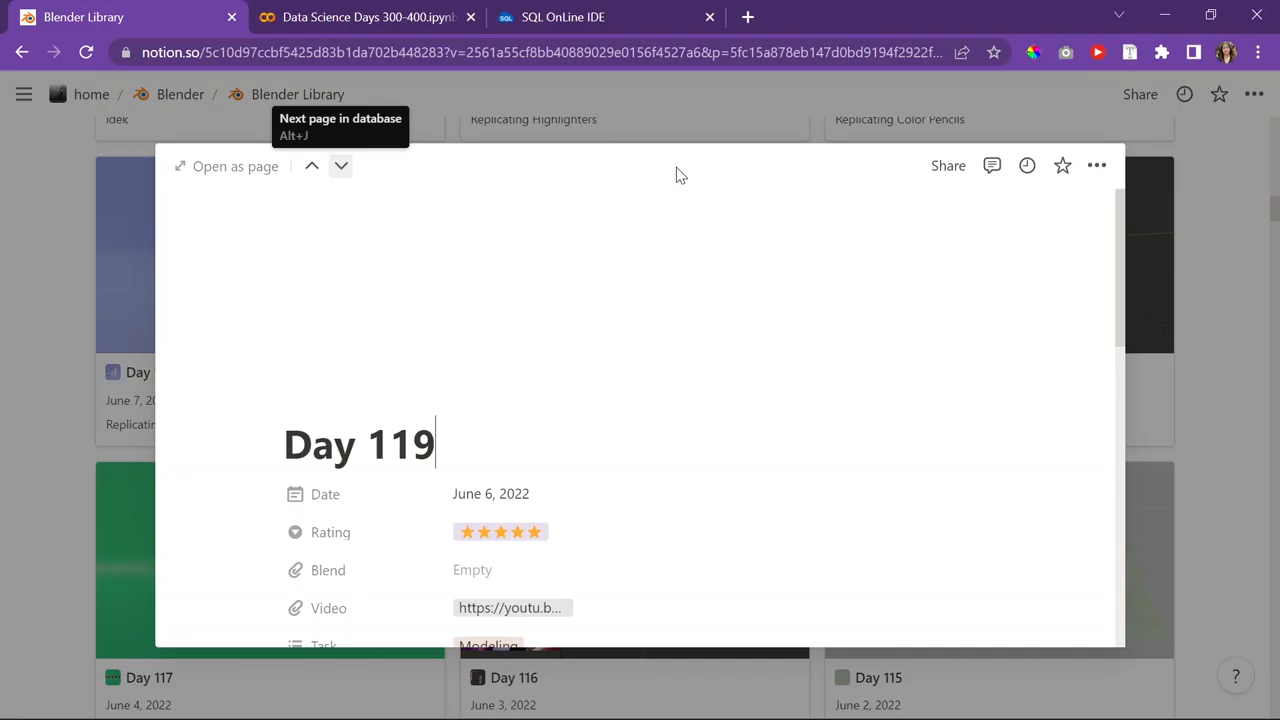 Blender Library
Data Science Days 300-400.ipynb
SQL OnLine IDE
notion.so/5c10d97ccbf5425d83b1da702b448283?v=2561a55cf8bb40889029e0156f4527a6&p=5fc15a878eb147d0bd9194f2922f...
home / Blender / Blender Library
Share
Next page in database
Alt+J
idek
Replicating Highlighters
Replicating Color Pencils
Open as page
Share
Day 119
Date
June 6, 2022
Rating
Blend
Empty
Video
https://youtu.b...
Task
Modeling
Day
June 7, 20
Replicatin
Day 117
June 4, 2022
Day 116
June 3, 2022
Day 115
June 2, 2022
?